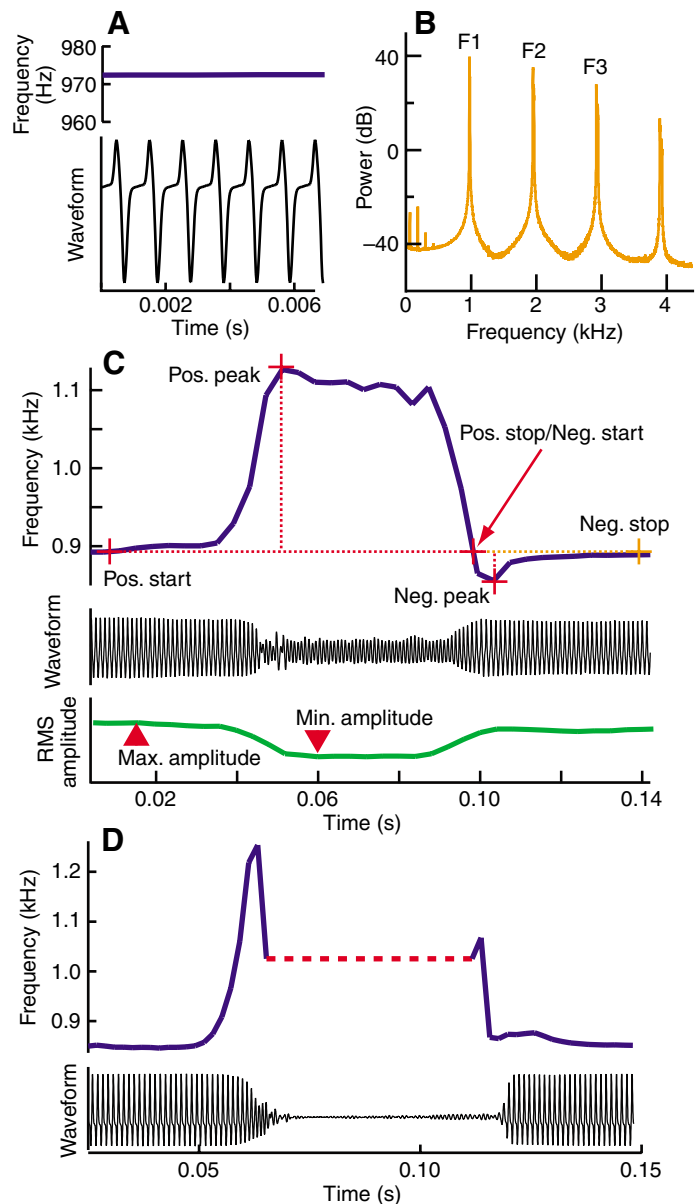 A
Frequency
(Hz)
980
970
960
Waveform
0.002
0.006
Time (s)
B
F1
F2
F3
Power (dB)
40
0
–40
0
1
2
3
4
Frequency (kHz)
C
Frequency (kHz)
1.1
1.0
0.9
Pos. peak
Pos. stop/Neg. start
Neg. stop
Pos. start
Neg. peak
Waveform
RMS
amplitude
Min. amplitude
Max. amplitude
0.02
0.06
0.10
0.14
Time (s)
D
Frequency (kHz)
1.2
1.1
1.0
0.9
Waveform
0.05
0.10
0.15
Time (s)